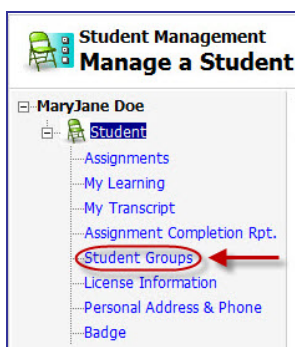 Student Management
Manage a Student
MaryJane Doe
Student
Assignments
My Learning
My Transcript
Assignment Completion Rpt.
Student Groups
License Information
Personal Address & Phone
Badge